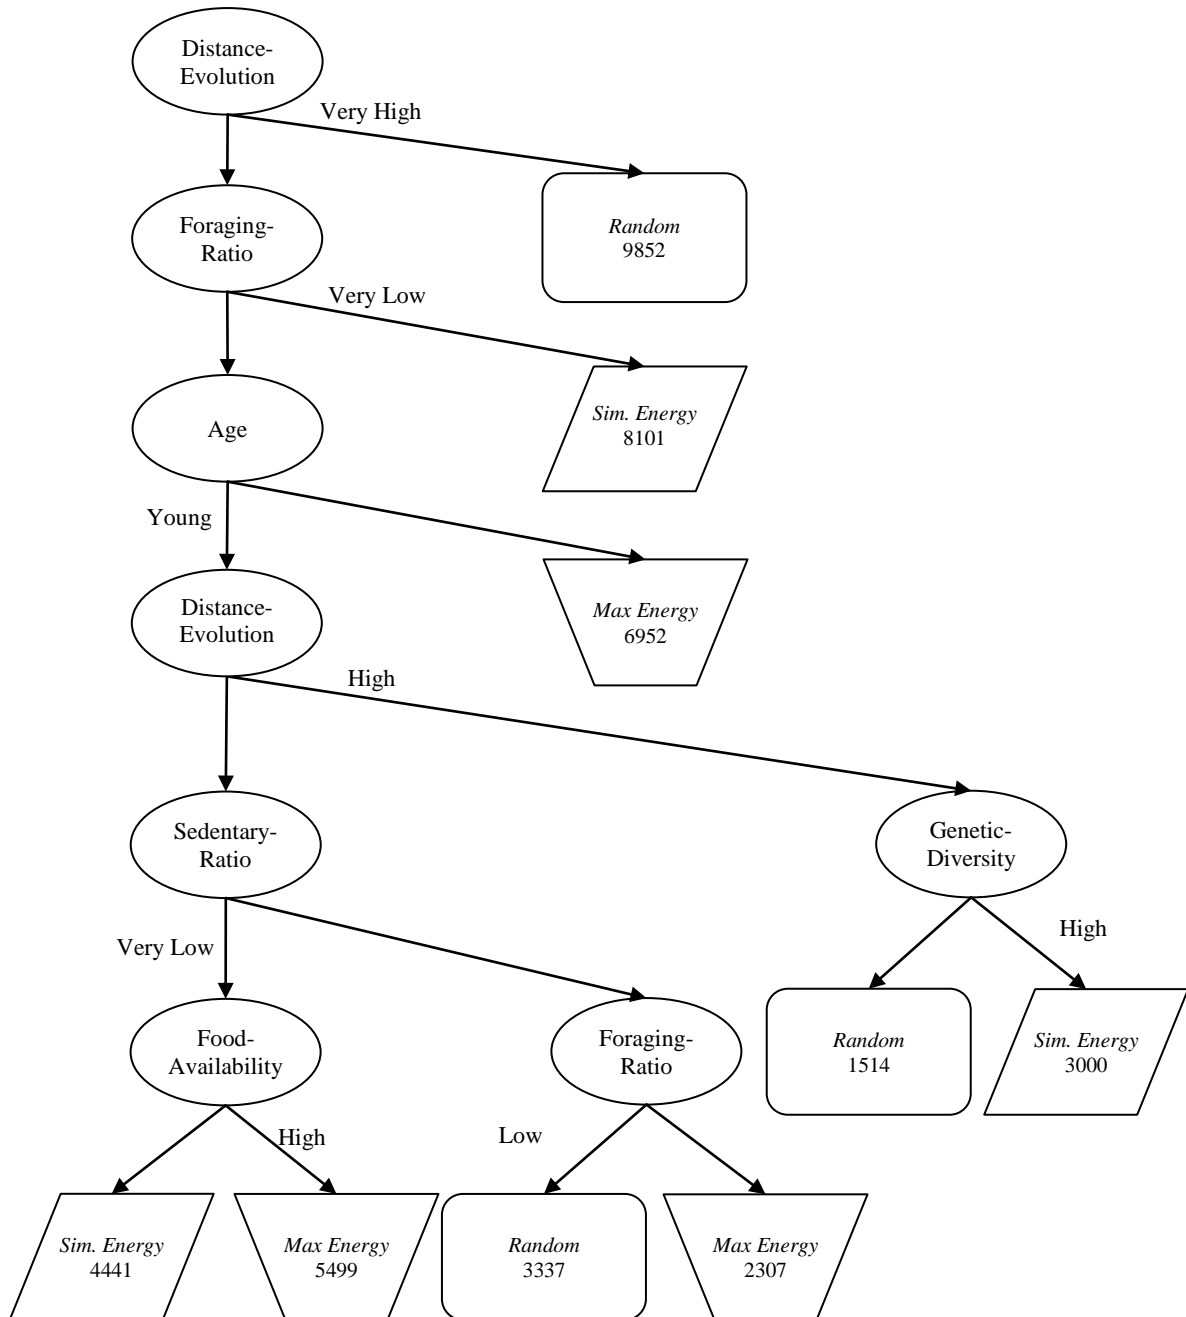 Distance-
Evolution
Very High
Foraging-
Ratio
Random
9852
Very Low
Age
Sim. Energy
8101
Young
Distance-
Evolution
Max Energy
6952
High
Sedentary-
Ratio
Genetic-
Diversity
Very Low
High
Food-
Availability
Foraging-
Ratio
Random
1514
Sim. Energy
3000
High
Low
Sim. Energy
4441
Max Energy
5499
Random
3337
Max Energy
2307